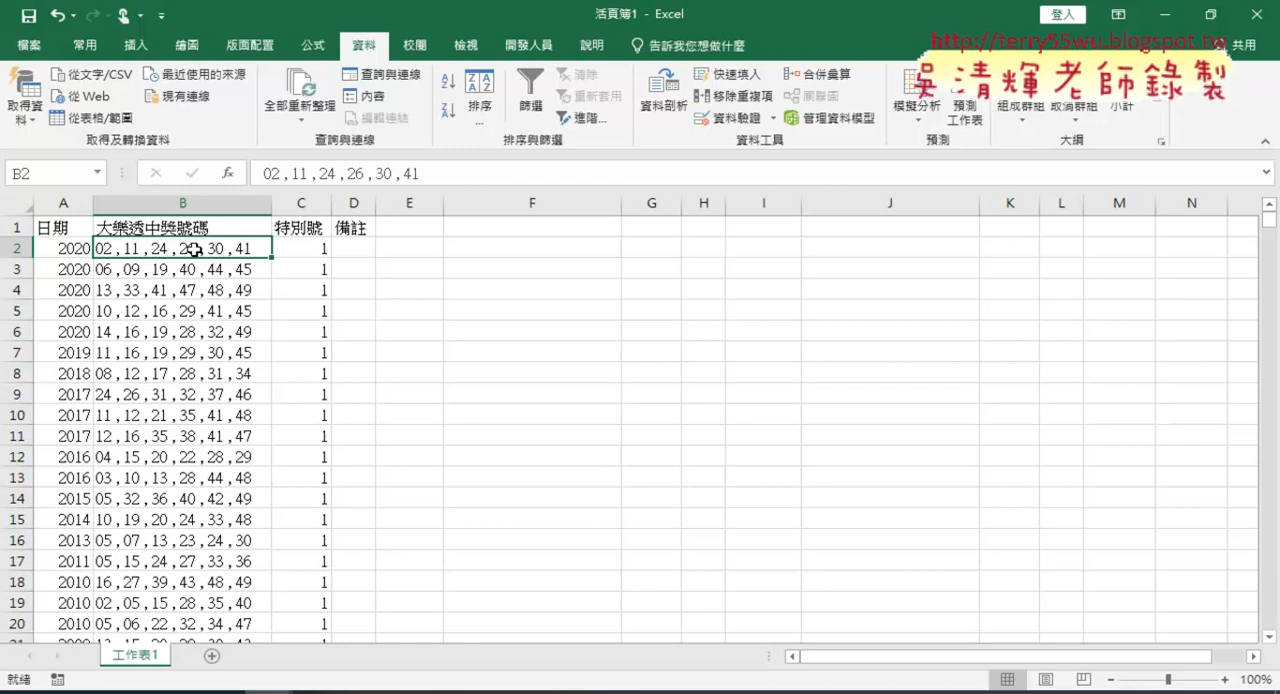 活頁簿1 - Excel
登入
http://terry55wu.blogspot.tw
吳清輝老師錄製
檔案 常用 插入 繪圖 版面配置 公式 資料 校閱 檢視 開發人員 說明 告訴我您想做什麼 共用
取得資料 從文字/CSV 最近使用的來源 從 Web 現有連線 從表格/範圍
全部重新整理 查詢與連線 內容 編輯連結
排序... 篩選 清除 重新套用 進階...
資料剖析 快速填入 合併彙算 移除重複項 關聯圖 資料驗證 管理資料模型
模擬分析 預測工作表 組成群組 取消群組 小計
取得及轉換資料 查詢與連線 排序與篩選 資料工具 預測 大綱
B2 fx 02,11,24,26,30,41
A B C D E F G H I J K L M N
1 日期 大樂透中獎號碼 特別號 備註
2 2020 02,11,24,26,30,41 1
3 2020 06,09,19,40,44,45 1
4 2020 13,33,41,47,48,49 1
5 2020 10,12,16,29,41,45 1
6 2020 14,16,19,28,32,49 1
7 2019 11,16,19,29,30,45 1
8 2018 08,12,17,28,31,34 1
9 2017 24,26,31,32,37,46 1
10 2017 11,12,21,35,41,48 1
11 2017 12,16,35,38,41,47 1
12 2016 04,15,20,22,28,29 1
13 2016 03,10,13,28,44,48 1
14 2015 05,32,36,40,42,49 1
15 2014 10,19,20,24,33,48 1
16 2013 05,07,13,23,24,30 1
17 2011 05,15,24,27,33,36 1
18 2010 16,27,39,43,48,49 1
19 2010 02,05,15,28,35,40 1
20 2010 05,06,22,32,34,47 1
工作表1
就緒 100%